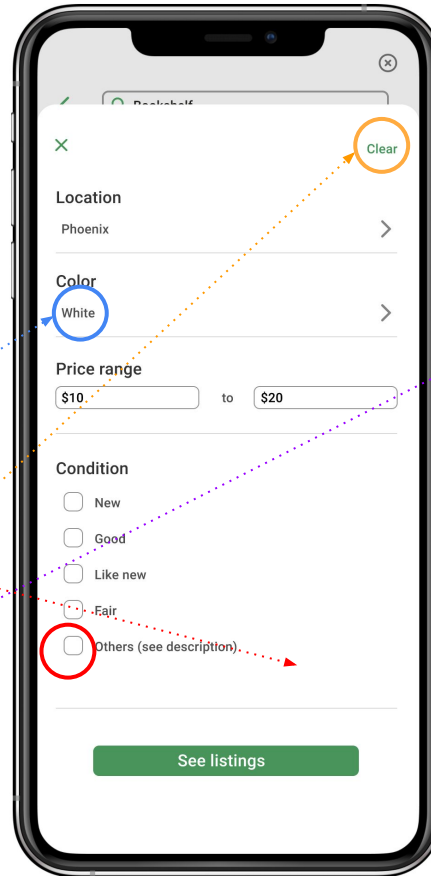 Bookshelf
Clear
Location
Phoenix
Color
White
Price range
$10 to $20
Condition
New
Good
Like new
Fair
Others (see description)
See listings